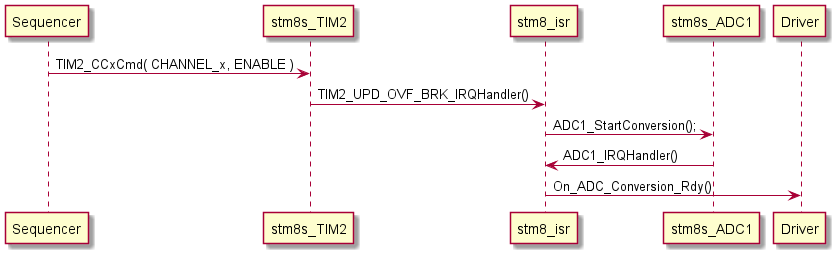 Sequencer stm8s_TIM2 stm8_isr stm8s_ADC1 Driver
TIM2_CCxCmd( CHANNEL_x, ENABLE )
TIM2_UPD_OVF_BRK_IRQHandler()
ADC1_StartConversion();
ADC1_IRQHandler()
On_ADC_Conversion_Rdy()
Sequencer stm8s_TIM2 stm8_isr stm8s_ADC1 Driver